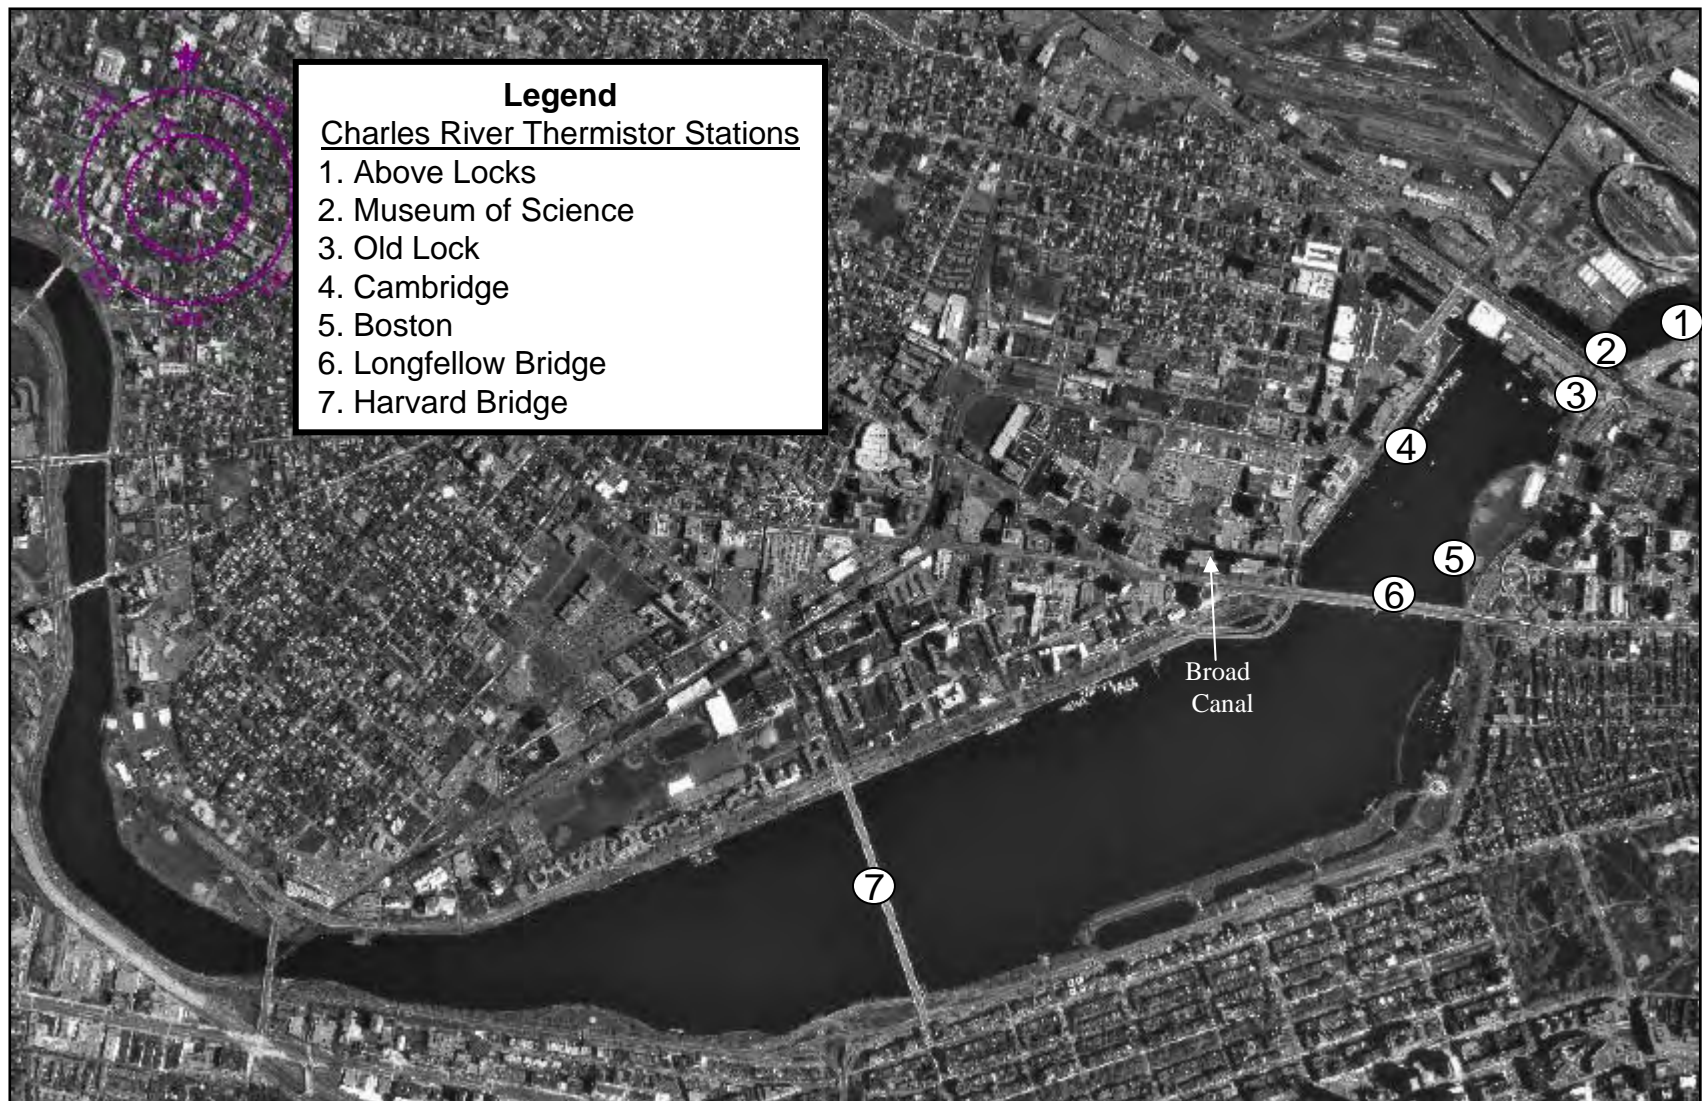 Legend
Charles River Thermistor Stations
1. Above Locks
2. Museum of Science
3. Old Lock
4. Cambridge
5. Boston
6. Longfellow Bridge
7. Harvard Bridge
1
2
3
4
5
6
7
Broad
Canal